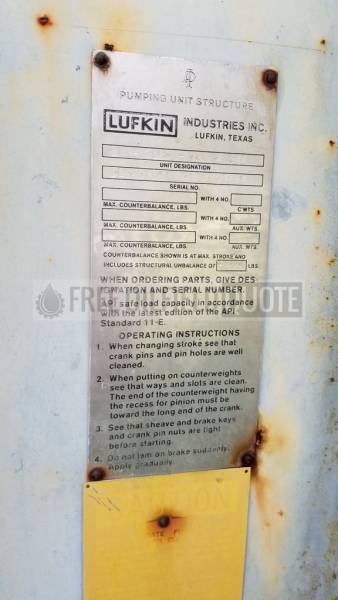 API
PUMPING UNIT STRUCTURE
LUFKIN INDUSTRIES INC.
LUFKIN, TEXAS
UNIT DESIGNATION
SERIAL NO.
WITH 4 NO.
MAX. COUNTERBALANCE, LBS. C'WTS
WITH 4 NO.
MAX. COUNTERBALANCE, LBS. AUX. WTS.
WITH 4 NO.
MAX. COUNTERBALANCE, LBS. AUX. WTS.
COUNTERBALANCE SHOWN IS AT MAX. STROKE AND
INCLUDES STRUCTURAL UNBALANCE OF LBS.
WHEN ORDERING PARTS, GIVE DES
IGNATION AND SERIAL NUMBER.
API safe load capacity in accordance
with the latest edition of the API
Standard 11-E.
OPERATING INSTRUCTIONS
1. When changing stroke see that
crank pins and pin holes are well
cleaned.
2. When putting on counterweights
see that ways and slots are clean.
The end of the counterweight having
the recess for pinion must be
toward the long end of the crank.
3. See that sheave and brake keys
and crank pin nuts are tight
before starting.
4. Do not jam on brake suddenly.
Apply gradually.